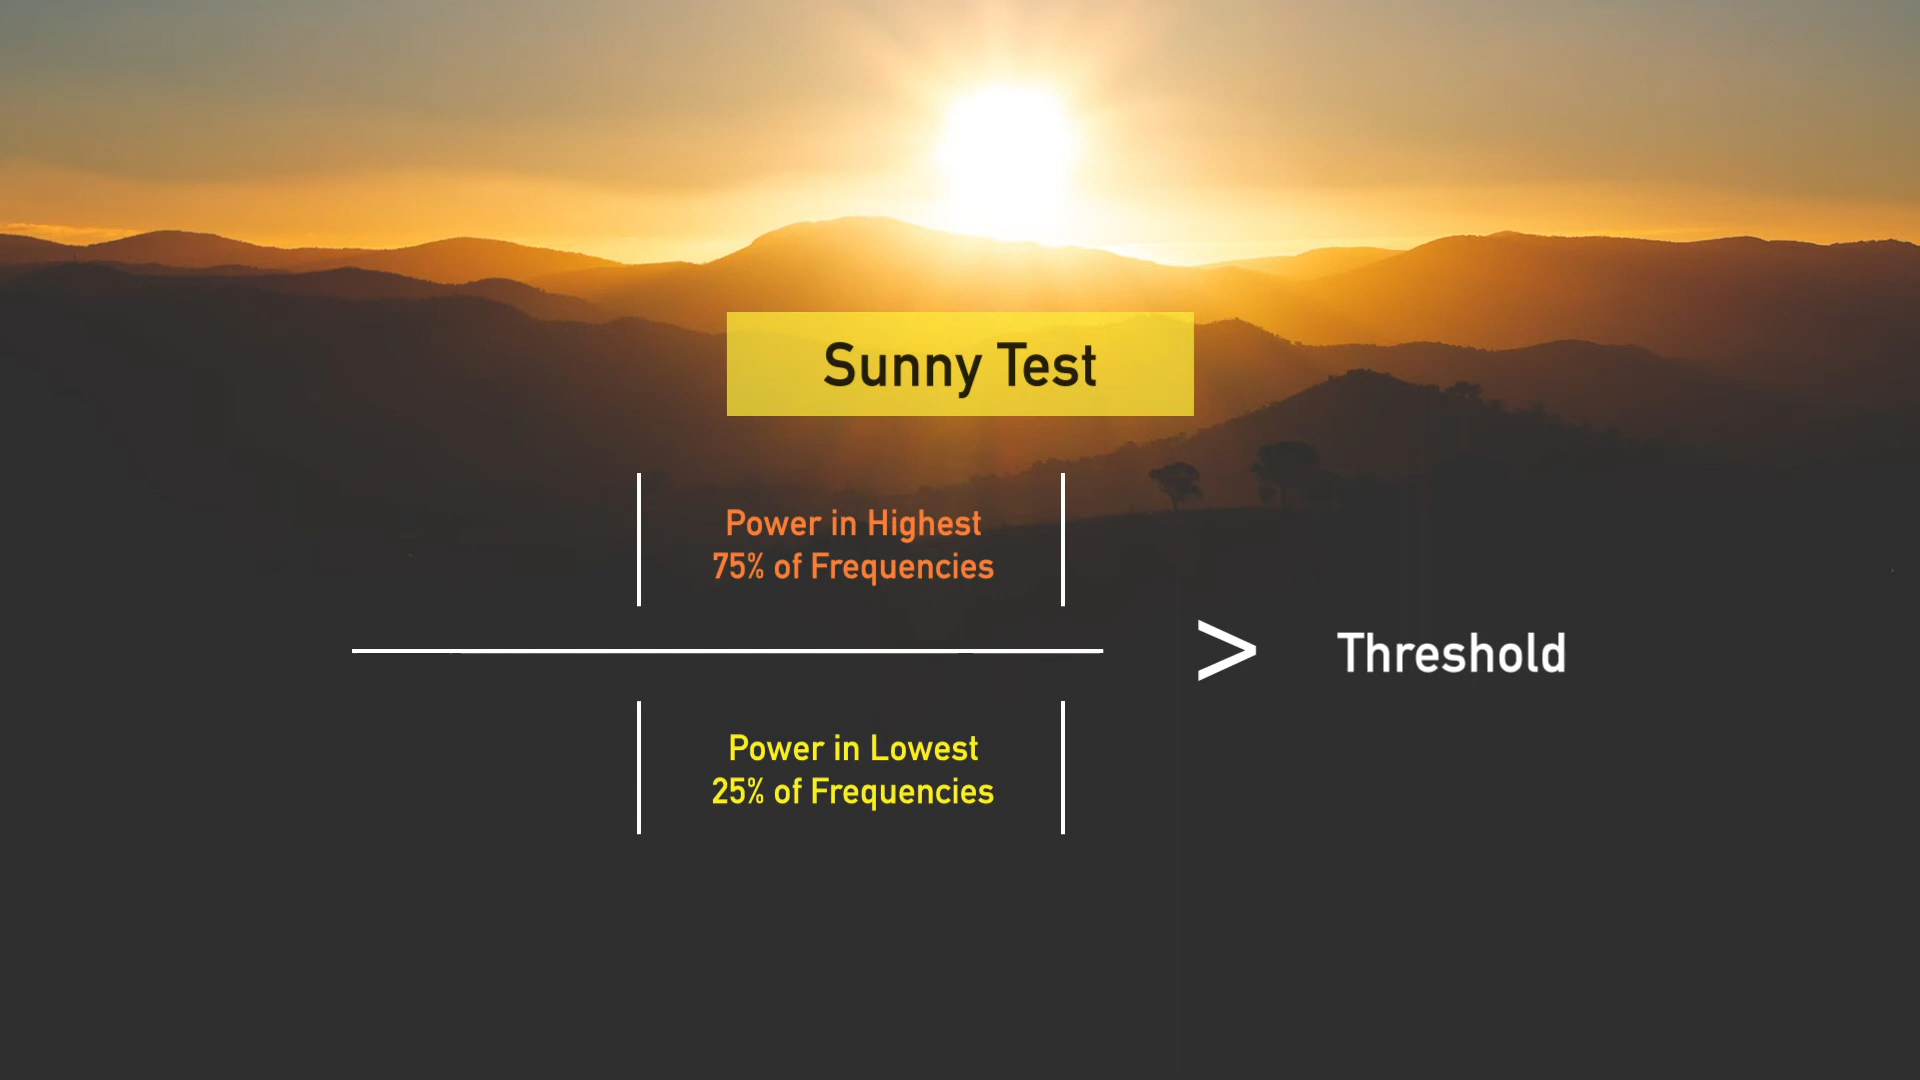 Sunny Test
Power in Highest
75% of Frequencies
> Threshold
Power in Lowest
25% of Frequencies